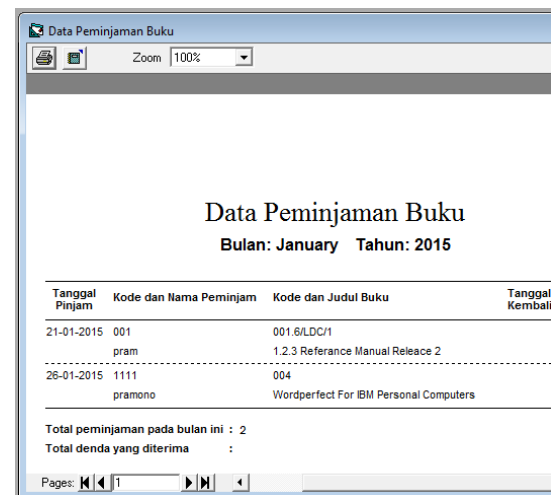 Data Peminjaman Buku
Zoom 100%
Data Peminjaman Buku
Bulan: January Tahun: 2015
Tanggal Pinjam Kode dan Nama Peminjam Kode dan Judul Buku Tanggal Kembali
21-01-2015 001 001.6/LDC/1
pram 1.2.3 Referance Manual Releace 2
26-01-2015 1111 004
pramono Wordperfect For IBM Personal Computers
Total peminjaman pada bulan ini : 2
Total denda yang diterima :
Pages: 1